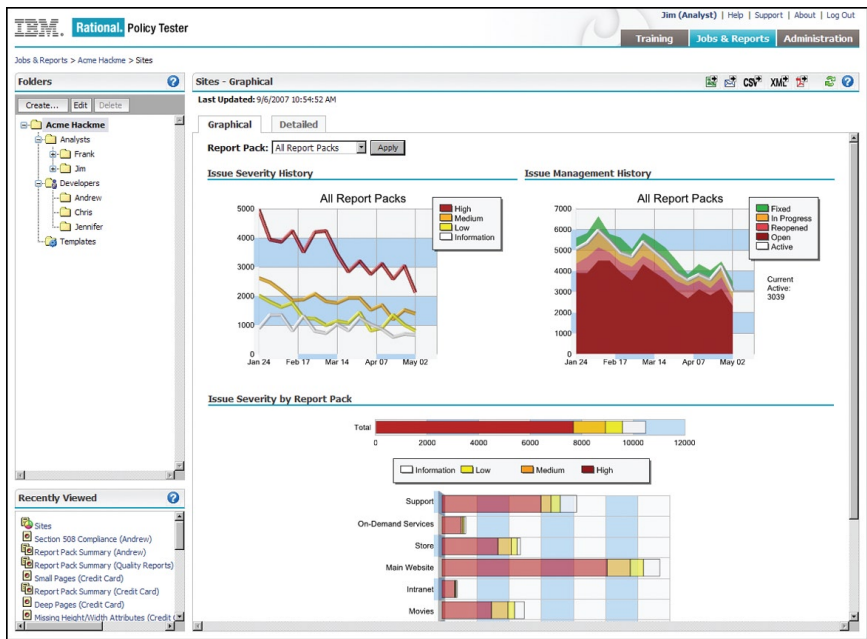 IBM. Rational. Policy Tester
Jim (Analyst) | Help | Support | About | Log Out
Training Jobs & Reports Administration
Jobs & Reports > Acme Hackme > Sites
Folders ?
Create... Edit Delete
Acme Hackme
Analysts
Frank
Jim
Developers
Andrew
Chris
Jennifer
Templates
Recently Viewed ?
Sites
Section 508 Compliance (Andrew)
Report Pack Summary (Andrew)
Report Pack Summary (Quality Reports)
Small Pages (Credit Card)
Report Pack Summary (Credit Card)
Deep Pages (Credit Card)
Missing Height/Width Attributes (Credit
Sites - Graphical CSV XML ?
Last Updated: 9/6/2007 10:54:52 AM
Graphical Detailed
Report Pack: All Report Packs Apply
Issue Severity History
All Report Packs
High
Medium
Low
Information
5000
4000
3000
2000
1000
0
Jan 24 Feb 17 Mar 14 Apr 07 May 02
Issue Management History
All Report Packs
Fixed
In Progress
Reopened
Open
Active
7000
6000
5000
4000
3000
2000
1000
0
Jan 24 Feb 17 Mar 14 Apr 07 May 02
Current
Active:
3039
Issue Severity by Report Pack
Total
0 2000 4000 6000 8000 10000 12000
Information Low Medium High
Support
On-Demand Services
Store
Main Website
Intranet
Movies